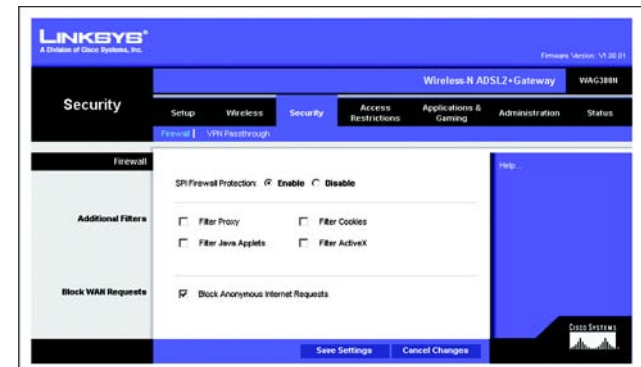 LINKSYS®
A Division of Cisco Systems, Inc.
Firmware Version: V1.00.01
Wireless-N ADSL2+Gateway WAG300N
Security
Setup Wireless Security Access Restrictions Applications & Gaming Administration Status
Firewall | VPN Passthrough
Firewall
Help...
SPI Firewall Protection: Enable Disable
Additional Filters
Filter Proxy Filter Cookies
Filter Java Applets Filter ActiveX
Block WAN Requests
Block Anonymous Internet Requests
CISCO SYSTEMS
Save Settings Cancel Changes